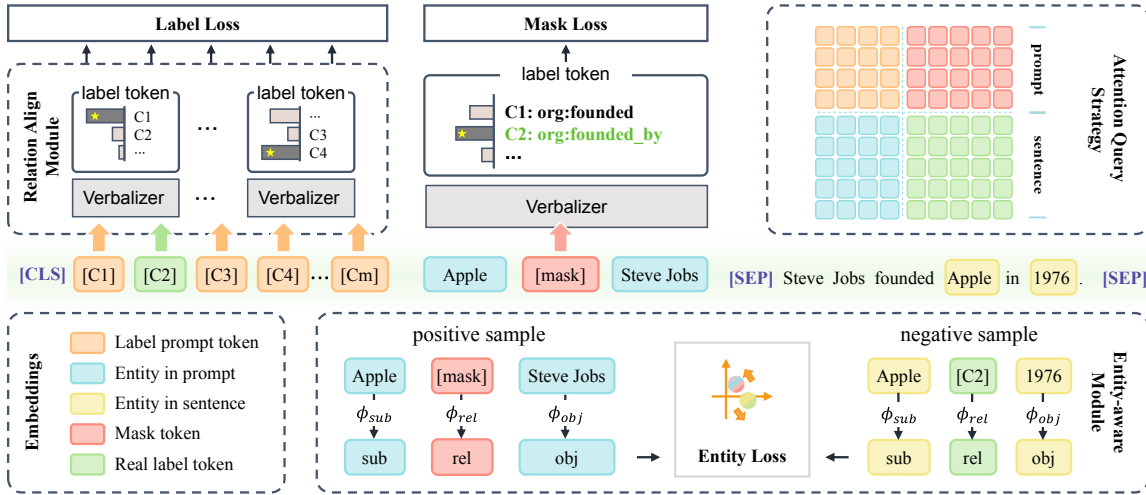 Label Loss
Mask Loss
Relation Align
Module
label token
C1
C2
...
...
label token
...
C3
C4
Verbalizer
...
Verbalizer
label token
C1: org:founded
C2: org:founded_by
...
Verbalizer
prompt
sentence
Attention Query
Strategy
[CLS] [C1] [C2] [C3] [C4] ... [Cm] Apple [mask] Steve Jobs [SEP] Steve Jobs founded Apple in 1976 . [SEP]
Embeddings
Label prompt token
Entity in prompt
Entity in sentence
Mask token
Real label token
positive sample
Apple [mask] Steve Jobs
ϕsub ϕrel ϕobj
sub rel obj
Entity Loss
negative sample
Apple [C2] 1976
ϕsub ϕrel ϕobj
sub rel obj
Entity-aware
Module